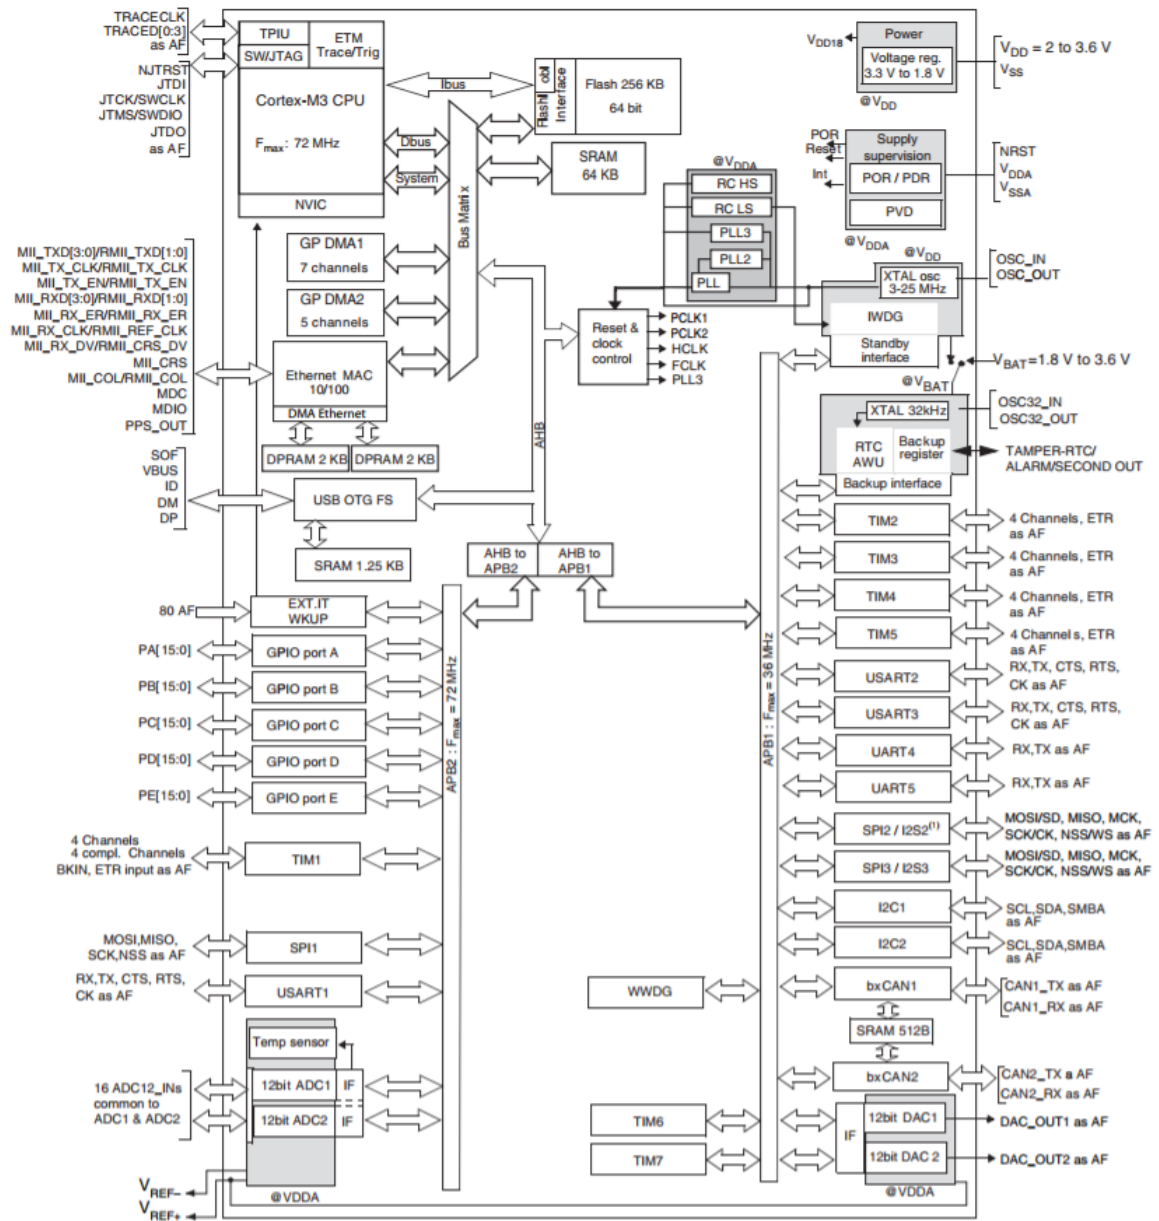 TRACECLK
TRACED[0:3]
as AF
TPIU
SW/JTAG
ETM
Trace/Trig
NJTRST
JTDI
JTCK/SWCLK
JTMS/SWDIO
JTDO
as AF
Cortex-M3 CPU
Fmax: 72 MHz
NVIC
Ibus
Dbus
System
Bus Matrix
Flash obl
Interface
Flash 256 KB
64 bit
SRAM
64 KB
VDD18
Power
Voltage reg.
3.3 V to 1.8 V
@VDD
VDD = 2 to 3.6 V
VSS
POR
Reset
Int
Supply
supervision
POR / PDR
PVD
@VDDA
NRST
VDDA
VSSA
@VDDA
RC HS
RC LS
PLL3
PLL2
PLL
@VDD
XTAL osc
3-25 MHz
OSC_IN
OSC_OUT
IWDG
Standby
interface
VBAT=1.8 V to 3.6 V
@VBAT
XTAL 32kHz
OSC32_IN
OSC32_OUT
RTC
AWU
Backup
register
Backup interface
TAMPER-RTC/
ALARM/SECOND OUT
Reset &
clock
control
PCLK1
PCLK2
HCLK
FCLK
PLL3
GP DMA1
7 channels
GP DMA2
5 channels
MII_TXD[3:0]/RMII_TXD[1:0]
MII_TX_CLK/RMII_TX_CLK
MII_TX_EN/RMII_TX_EN
MII_RXD[3:0]/RMII_RXD[1:0]
MII_RX_ER/RMII_RX_ER
MII_RX_CLK/RMII_REF_CLK
MII_RX_DV/RMII_CRS_DV
MII_CRS
MII_COL/RMII_COL
MDC
MDIO
PPS_OUT
Ethernet MAC
10/100
DMA Ethernet
DPRAM 2 KB
DPRAM 2 KB
AHB
SOF
VBUS
ID
DM
DP
USB OTG FS
SRAM 1.25 KB
AHB to
APB2
AHB to
APB1
80 AF
EXT.IT
WKUP
PA[15:0]
GPIO port A
PB[15:0]
GPIO port B
PC[15:0]
GPIO port C
PD[15:0]
GPIO port D
PE[15:0]
GPIO port E
4 Channels
4 compl. Channels
BKIN, ETR input as AF
TIM1
MOSI,MISO,
SCK,NSS as AF
SPI1
RX,TX, CTS, RTS,
CK as AF
USART1
Temp sensor
16 ADC12_INs
common to
ADC1 & ADC2
12bit ADC1
IF
12bit ADC2
IF
VREF–
VREF+
@VDDA
APB2 : Fmax = 72 MHz
APB1 : Fmax = 36 MHz
WWDG
TIM6
TIM7
TIM2
4 Channels, ETR
as AF
TIM3
4 Channels, ETR
as AF
TIM4
4 Channels, ETR
as AF
TIM5
4 Channels, ETR
as AF
USART2
RX,TX, CTS, RTS,
CK as AF
USART3
RX,TX, CTS, RTS,
CK as AF
UART4
RX,TX as AF
UART5
RX,TX as AF
SPI2 / I2S2(1)
MOSI/SD, MISO, MCK,
SCK/CK, NSS/WS as AF
SPI3 / I2S3
MOSI/SD, MISO, MCK,
SCK/CK, NSS/WS as AF
I2C1
SCL,SDA,SMBA
as AF
I2C2
SCL,SDA,SMBA
as AF
bxCAN1
CAN1_TX as AF
CAN1_RX as AF
SRAM 512B
bxCAN2
CAN2_TX a AF
CAN2_RX as AF
IF
12bit DAC1
DAC_OUT1 as AF
12bit DAC 2
DAC_OUT2 as AF
@VDDA